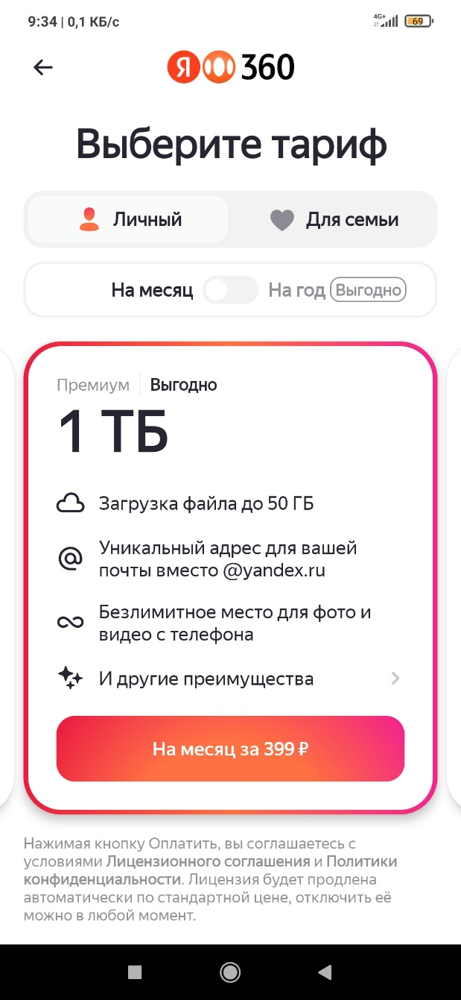 9:34 | 0,1 КБ/с
4G+
69
Я 360
Выберите тариф
Личный
Для семьи
На месяц
На год Выгодно
Премиум Выгодно
1 ТБ
Загрузка файла до 50 ГБ
Уникальный адрес для вашей
почты вместо @yandex.ru
Безлимитное место для фото и
видео с телефона
И другие преимущества
На месяц за 399 ₽
Нажимая кнопку Оплатить, вы соглашаетесь с
условиями Лицензионного соглашения и Политики
конфиденциальности. Лицензия будет продлена
автоматически по стандартной цене, отключить её
можно в любой момент.